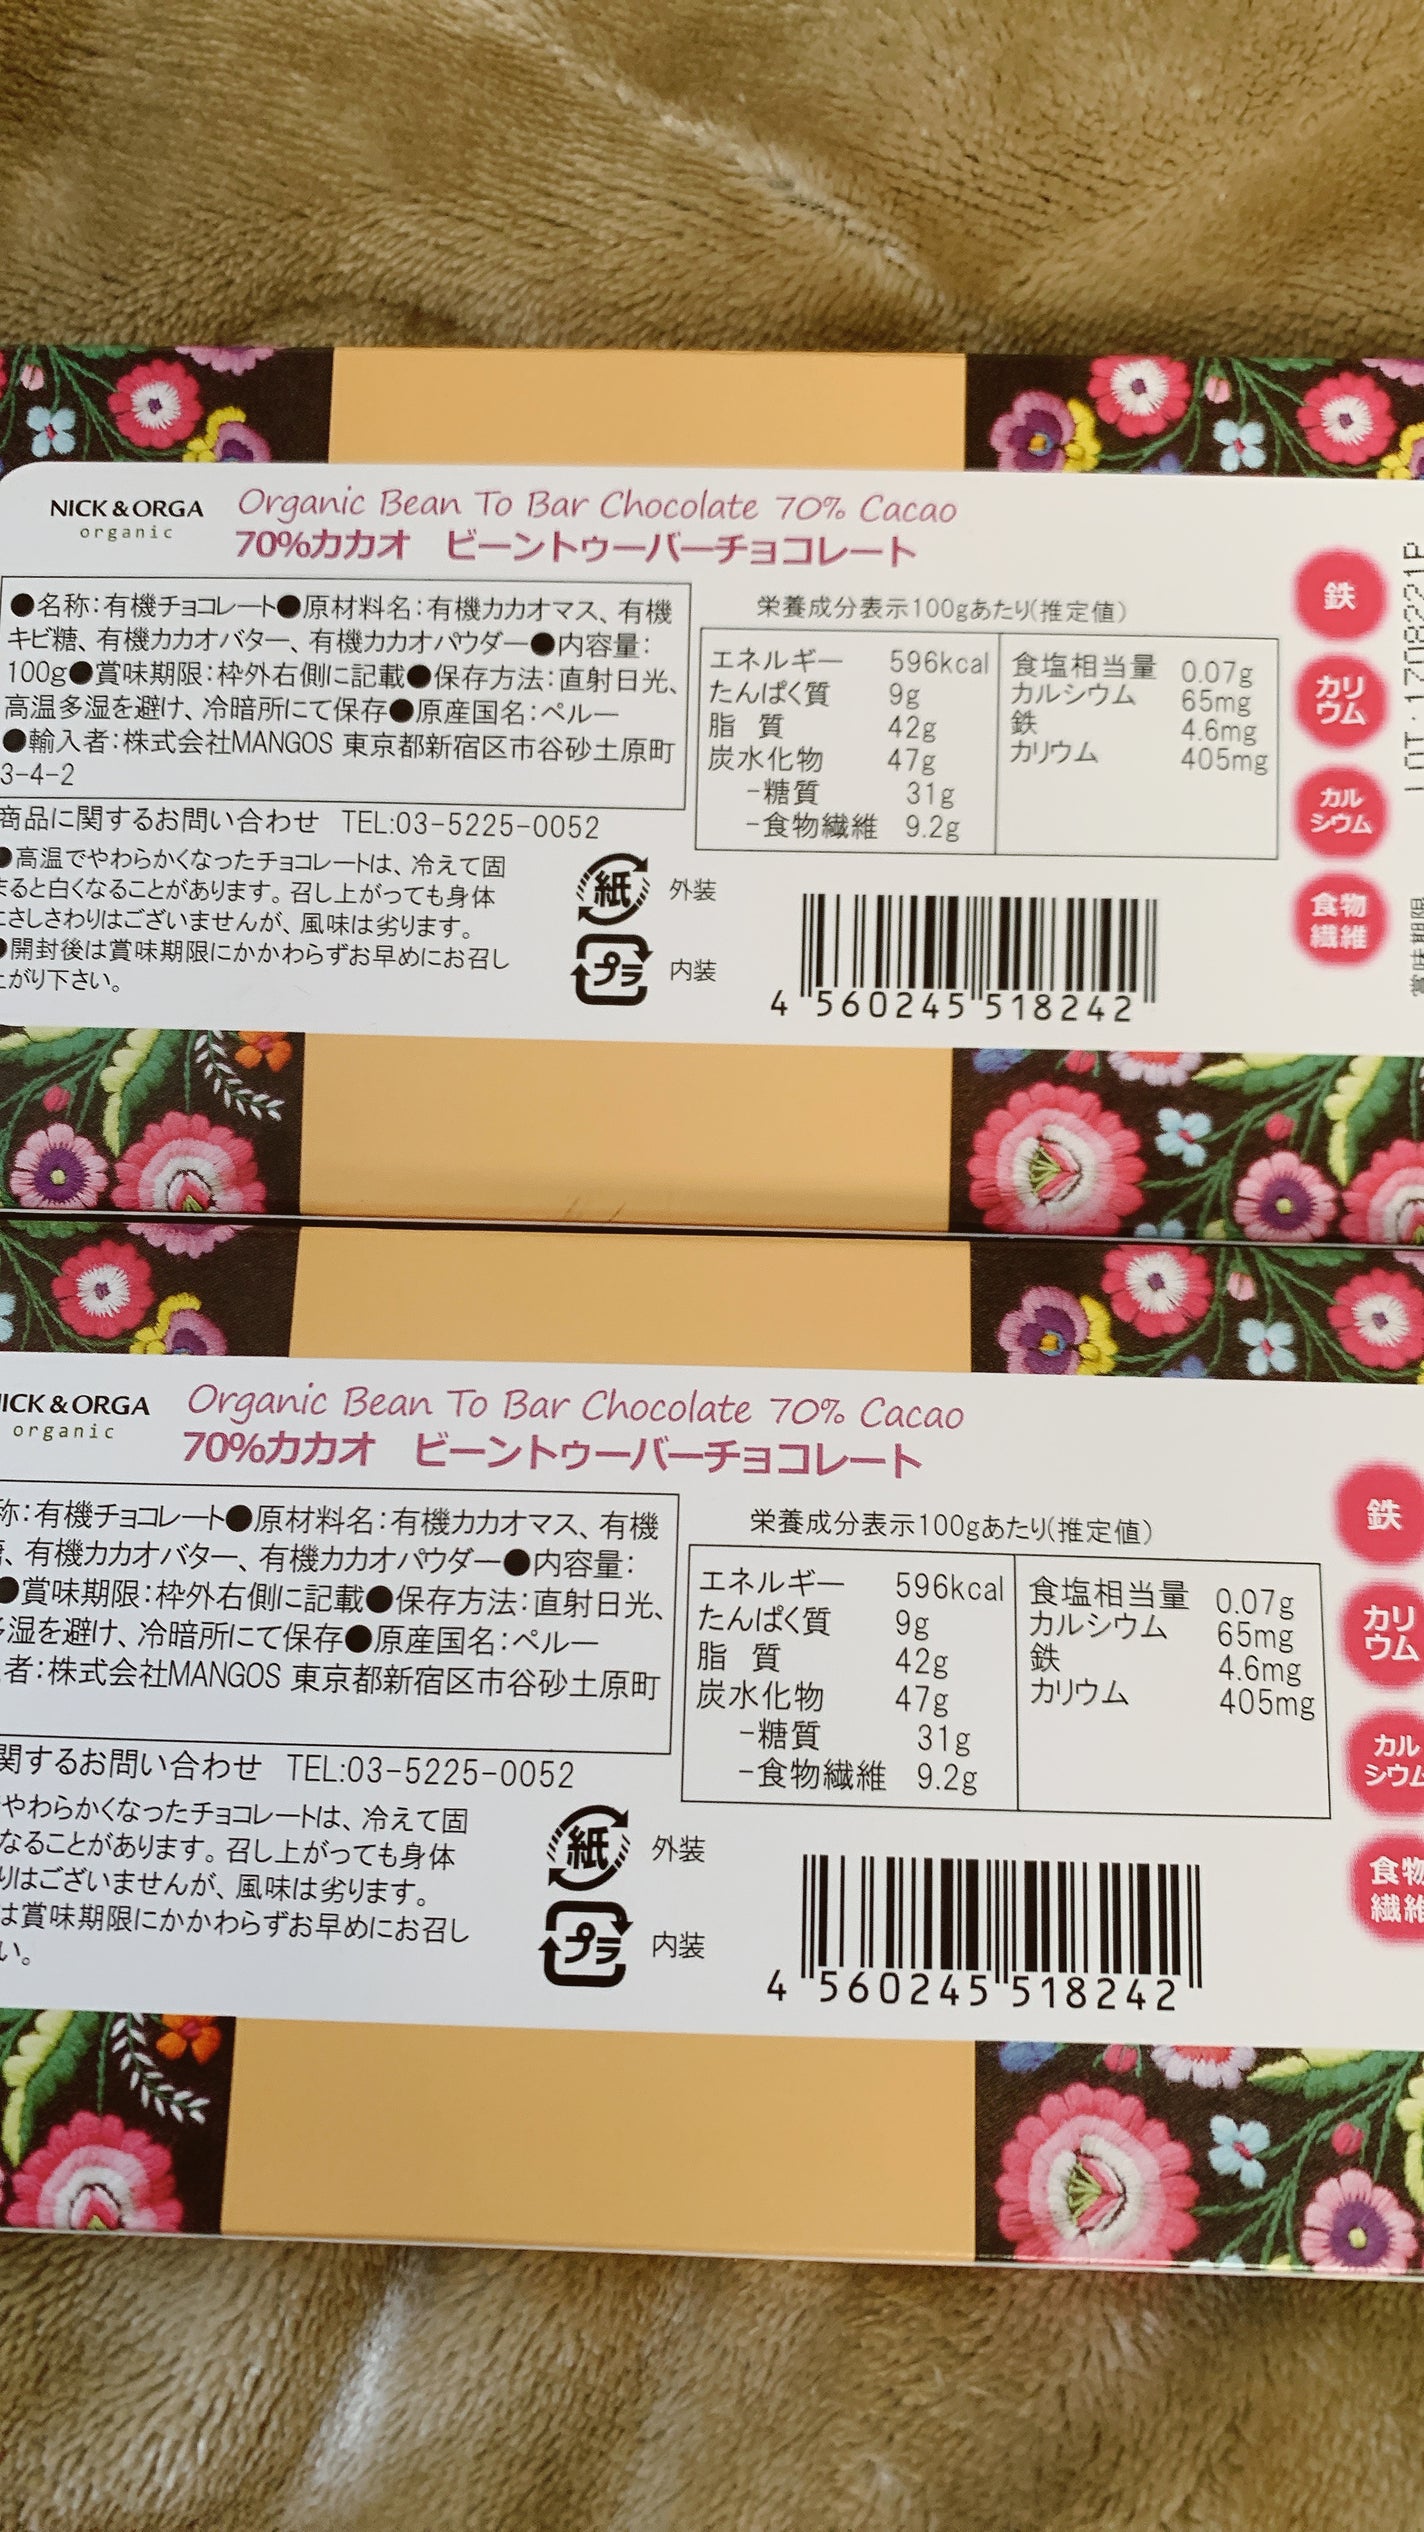 NICK & ORGA
organic
Organic Bean To Bar Chocolate 70% Cacao
70%カカオ ビーントゥーバーチョコレート
●名称:有機チョコレート●原材料名:有機カカオマス、有機
キビ糖、有機カカオバター、有機カカオパウダー●内容量:
100g●賞味期限:枠外右側に記載●保存方法:直射日光、
高温多湿を避け、冷暗所にて保存●原産国名:ペルー
●輸入者:株式会社MANGOS 東京都新宿区市谷砂土原町
3-4-2
商品に関するお問い合わせ TEL:03-5225-0052
●高温でやわらかくなったチョコレートは、冷えて固
まると白くなることがあります。召し上がっても身体
にさしさわりはございませんが、風味は劣ります。
●開封後は賞味期限にかかわらずお早めにお召し
上がり下さい。
紙 外装
プラ 内装
栄養成分表示100gあたり(推定値)
エネルギー 596kcal
たんぱく質 9g
脂 質 42g
炭水化物 47g
-糖質 31g
-食物繊維 9.2g
食塩相当量 0.07g
カルシウム 65mg
鉄 4.6mg
カリウム 405mg
4 560245 518242
鉄
カリ
ウム
カル
シウム
食物
繊維
賞味期限
ICK & ORGA
organic
Organic Bean To Bar Chocolate 70% Cacao
70%カカオ ビーントゥーバーチョコレート
称:有機チョコレート●原材料名:有機カカオマス、有機
、有機カカオバター、有機カカオパウダー●内容量:
●賞味期限:枠外右側に記載●保存方法:直射日光、
湿を避け、冷暗所にて保存●原産国名:ペルー
者:株式会社MANGOS 東京都新宿区市谷砂土原町
関するお問い合わせ TEL:03-5225-0052
やわらかくなったチョコレートは、冷えて固
なることがあります。召し上がっても身体
りはございませんが、風味は劣ります。
は賞味期限にかかわらずお早めにお召し
い。
紙 外装
プラ 内装
栄養成分表示100gあたり(推定値)
エネルギー 596kcal
たんぱく質 9g
脂 質 42g
炭水化物 47g
-糖質 31g
-食物繊維 9.2g
食塩相当量 0.07g
カルシウム 65mg
鉄 4.6mg
カリウム 405mg
4 560245 518242
鉄
カリ
ウム
カル
シウム
食物
繊維